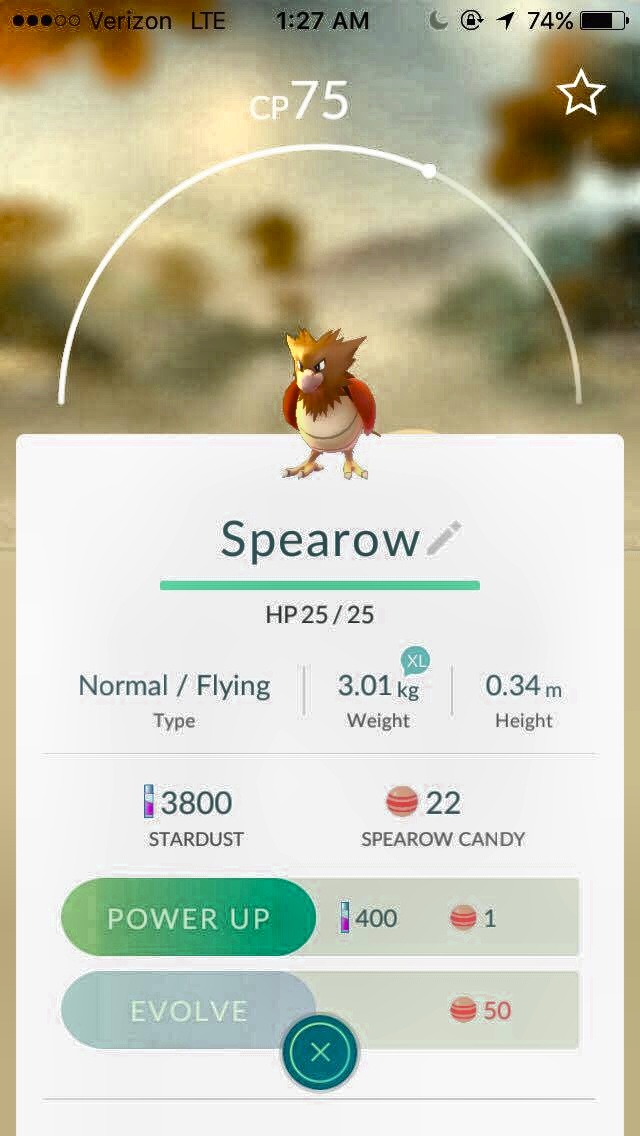 Verizon LTE 1:27 AM 74%
CP75
Spearow
HP 25 / 25
XL
Normal / Flying 3.01 kg 0.34 m
Type Weight Height
3800 22
STARDUST SPEAROW CANDY
POWER UP 400 1
EVOLVE 50